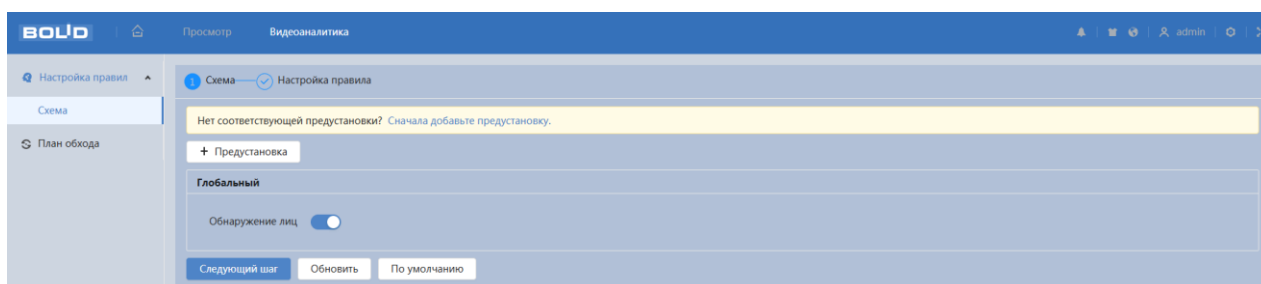 BOLID Просмотр Видеоаналитика admin
Настройка правил
Схема
План обхода
1 Схема Настройка правила
Нет соответствующей предустановки? Сначала добавьте предустановку.
+ Предустановка
Глобальный
Обнаружение лиц
Следующий шаг Обновить По умолчанию